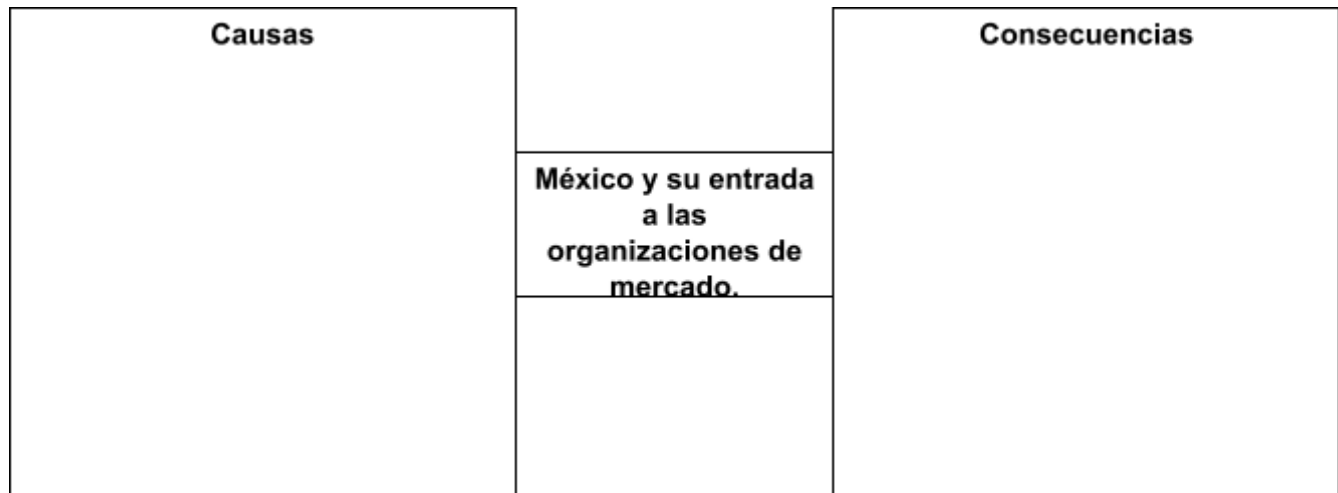 Causas
México y su entrada
a las
organizaciones de
mercado.
Consecuencias